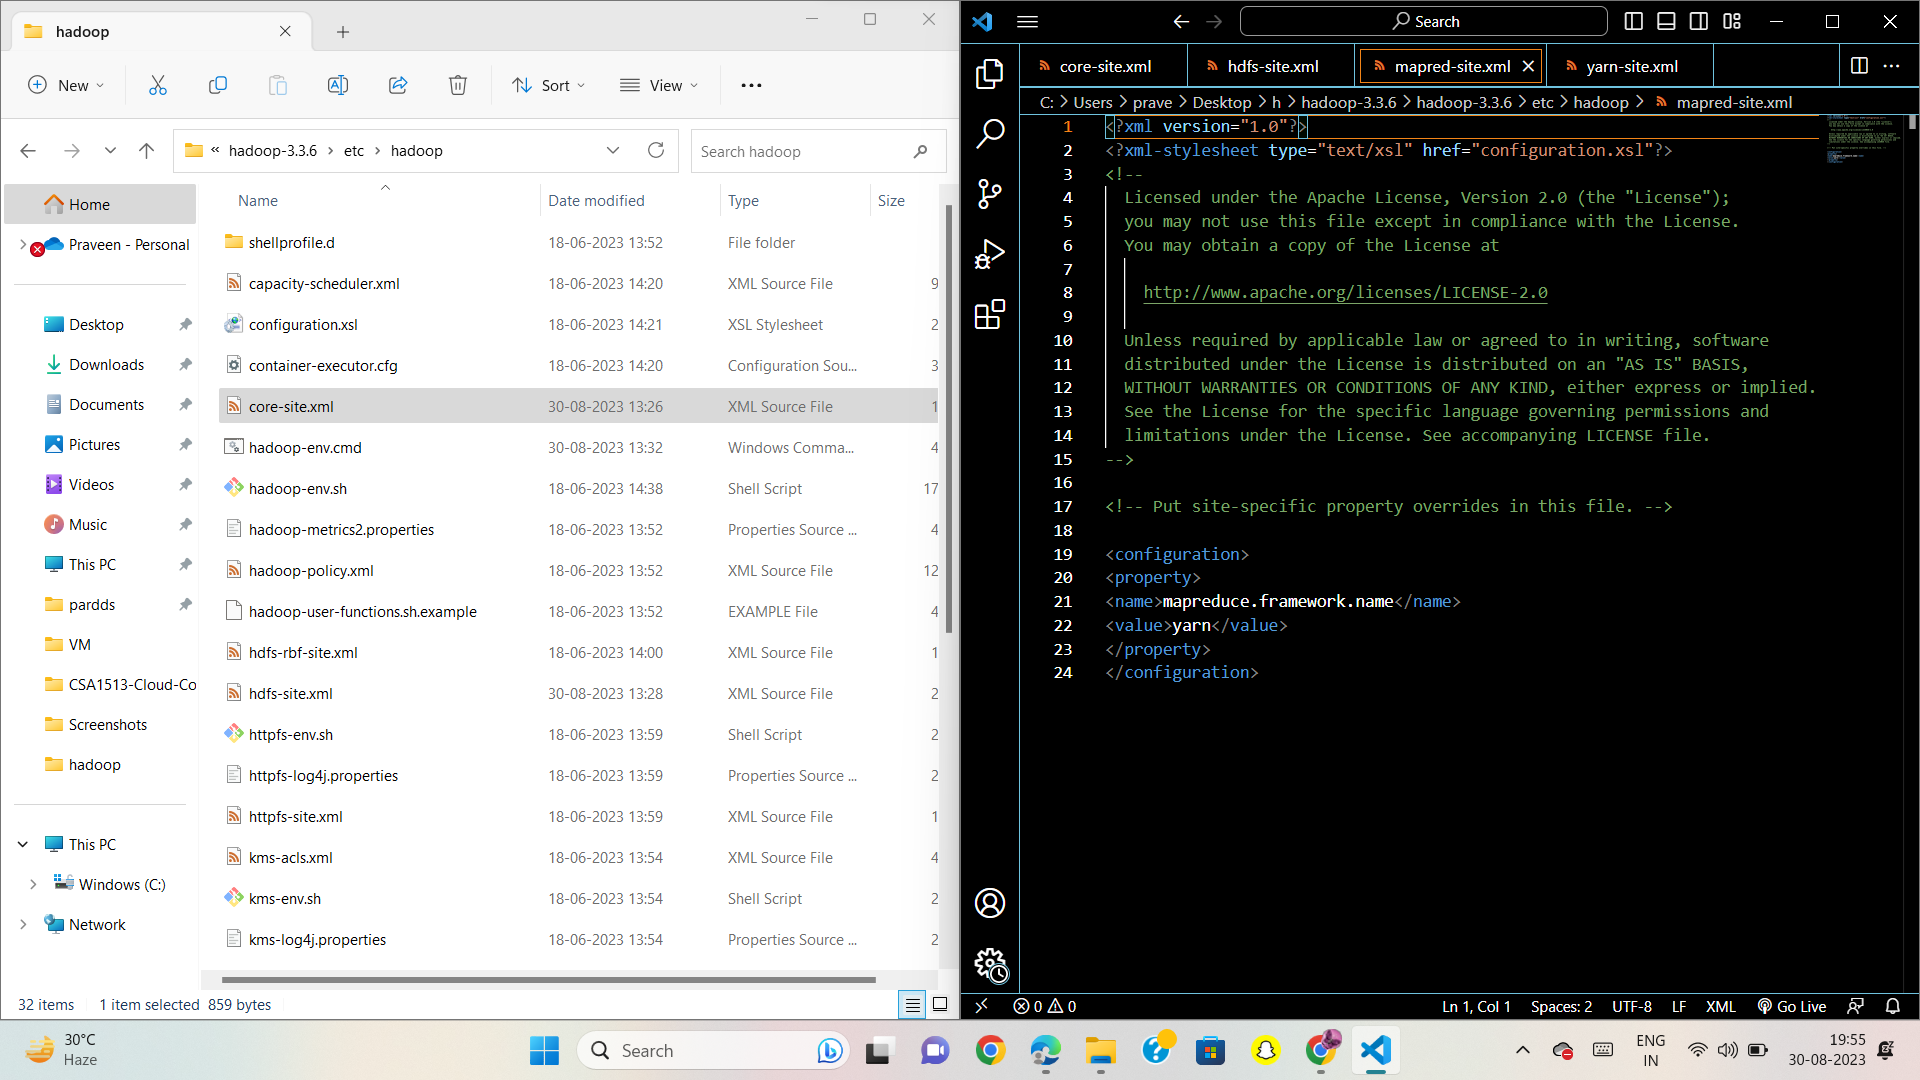 hadoop
New
Sort
View
« hadoop-3.3.6 > etc > hadoop
Search hadoop
Home
Praveen - Personal
Desktop
Downloads
Documents
Pictures
Videos
Music
This PC
pardds
VM
CSA1513-Cloud-Co
Screenshots
hadoop
This PC
Windows (C:)
Network
Name Date modified Type Size
shellprofile.d 18-06-2023 13:52 File folder
capacity-scheduler.xml 18-06-2023 14:20 XML Source File 9
configuration.xsl 18-06-2023 14:21 XSL Stylesheet 2
container-executor.cfg 18-06-2023 14:20 Configuration Sou... 3
core-site.xml 30-08-2023 13:26 XML Source File 1
hadoop-env.cmd 30-08-2023 13:32 Windows Comma... 4
hadoop-env.sh 18-06-2023 14:38 Shell Script 17
hadoop-metrics2.properties 18-06-2023 13:52 Properties Source ... 4
hadoop-policy.xml 18-06-2023 13:52 XML Source File 12
hadoop-user-functions.sh.example 18-06-2023 13:52 EXAMPLE File 4
hdfs-rbf-site.xml 18-06-2023 14:00 XML Source File 1
hdfs-site.xml 30-08-2023 13:28 XML Source File 2
httpfs-env.sh 18-06-2023 13:59 Shell Script 2
httpfs-log4j.properties 18-06-2023 13:59 Properties Source ... 2
httpfs-site.xml 18-06-2023 13:59 XML Source File 1
kms-acls.xml 18-06-2023 13:54 XML Source File 4
kms-env.sh 18-06-2023 13:54 Shell Script 2
kms-log4j.properties 18-06-2023 13:54 Properties Source ... 2
32 items 1 item selected 859 bytes
Search
core-site.xml hdfs-site.xml mapred-site.xml yarn-site.xml
C: > Users > prave > Desktop > h > hadoop-3.3.6 > hadoop-3.3.6 > etc > hadoop > mapred-site.xml
1 <?xml version="1.0"?>
2 <?xml-stylesheet type="text/xsl" href="configuration.xsl"?>
3 <!--
4 Licensed under the Apache License, Version 2.0 (the "License");
5 you may not use this file except in compliance with the License.
6 You may obtain a copy of the License at
7
8 http://www.apache.org/licenses/LICENSE-2.0
9
10 Unless required by applicable law or agreed to in writing, software
11 distributed under the License is distributed on an "AS IS" BASIS,
12 WITHOUT WARRANTIES OR CONDITIONS OF ANY KIND, either express or implied.
13 See the License for the specific language governing permissions and
14 limitations under the License. See accompanying LICENSE file.
15 -->
16
17 <!-- Put site-specific property overrides in this file. -->
18
19 <configuration>
20 <property>
21 <name>mapreduce.framework.name</name>
22 <value>yarn</value>
23 </property>
24 </configuration>
0 0
Ln 1, Col 1 Spaces: 2 UTF-8 LF XML Go Live
30°C
Haze
Search
ENG
IN
19:55
30-08-2023